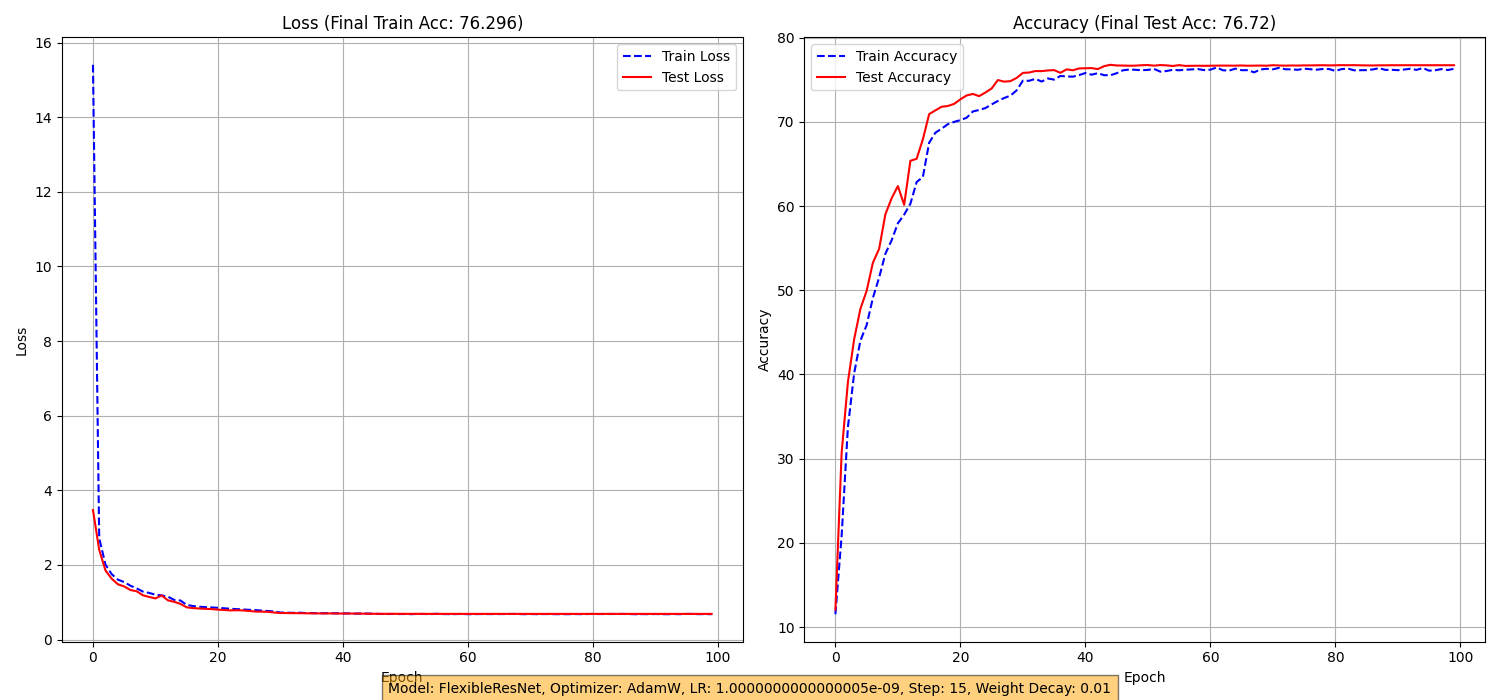 Loss (Final Train Acc: 76.296)
16
14
12
10
8
6
4
2
0
Loss
Train Loss
Test Loss
0
20
40
60
80
100
Epoch
Accuracy (Final Test Acc: 76.72)
80
70
60
50
40
30
20
10
Accuracy
Train Accuracy
Test Accuracy
0
20
40
60
80
100
Epoch
Model: FlexibleResNet, Optimizer: AdamW, LR: 1.0000000000000005e-09, Step: 15, Weight Decay: 0.01